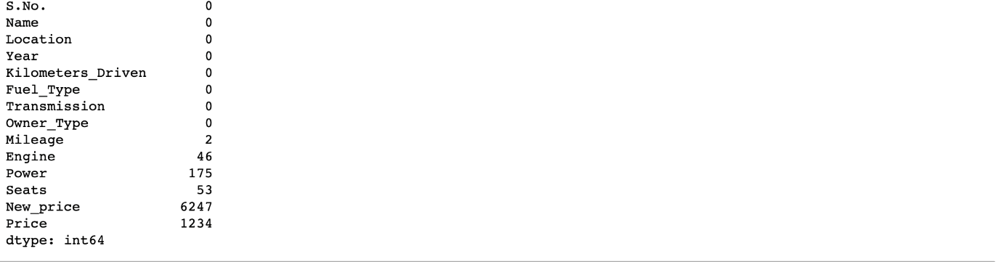 S.No. 0
Name 0
Location 0
Year 0
Kilometers_Driven 0
Fuel_Type 0
Transmission 0
Owner_Type 0
Mileage 2
Engine 46
Power 175
Seats 53
New_price 6247
Price 1234
dtype: int64